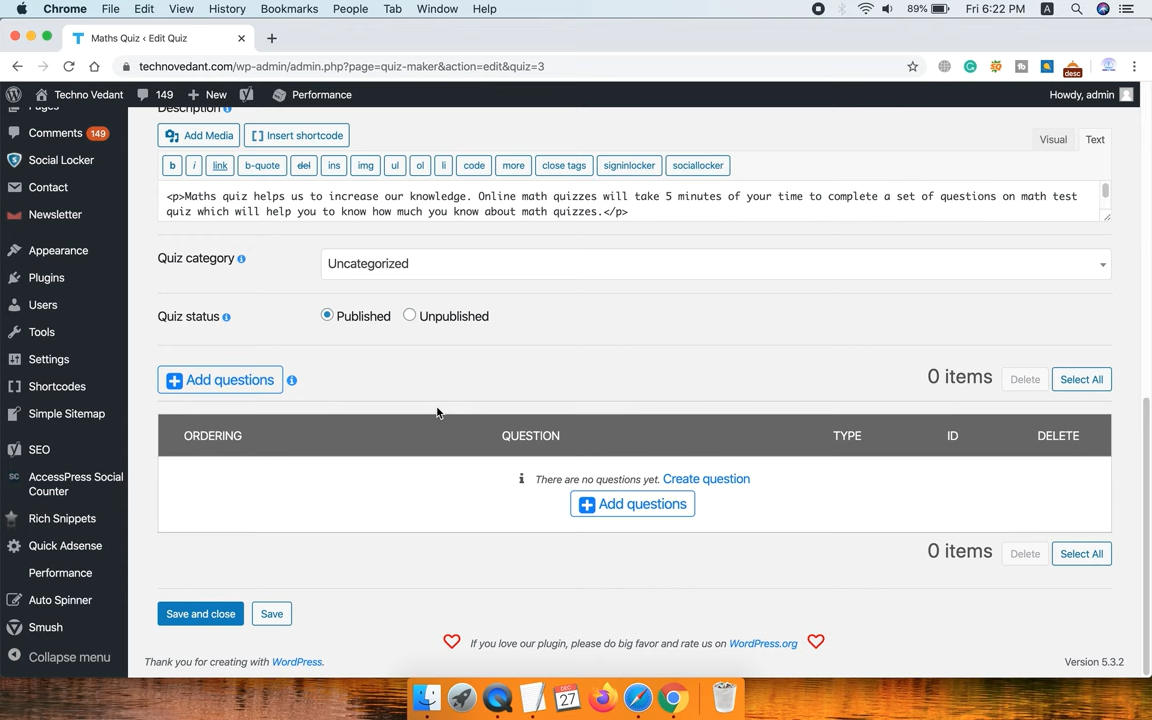 Chrome File Edit View History Bookmarks People Tab Window Help 89% Fri 6:22 PM A
Maths Quiz ‹ Edit Quiz
technovedant.com/wp-admin/admin.php?page=quiz-maker&action=edit&quiz=3
desc
Techno Vedant 149 New Performance Howdy, admin
Pages
Comments 149
Social Locker
Contact
Newsletter
Appearance
Plugins
Users
Tools
Settings
Shortcodes
Simple Sitemap
SEO
SC AccessPress Social
Counter
Rich Snippets
Quick Adsense
Performance
Auto Spinner
Smush
Collapse menu
Description
Add Media [ ] Insert shortcode Visual Text
b i link b-quote del ins img ul ol li code more close tags signinlocker sociallocker
<p>Maths quiz helps us to increase our knowledge. Online math quizzes will take 5 minutes of your time to complete a set of questions on math test
quiz which will help you to know how much you know about math quizzes.</p>
Quiz category Uncategorized
Quiz status Published Unpublished
Add questions 0 items Delete Select All
ORDERING QUESTION TYPE ID DELETE
There are no questions yet. Create question
Add questions
0 items Delete Select All
Save and close Save
If you love our plugin, please do big favor and rate us on WordPress.org
Thank you for creating with WordPress. Version 5.3.2
DEC
27